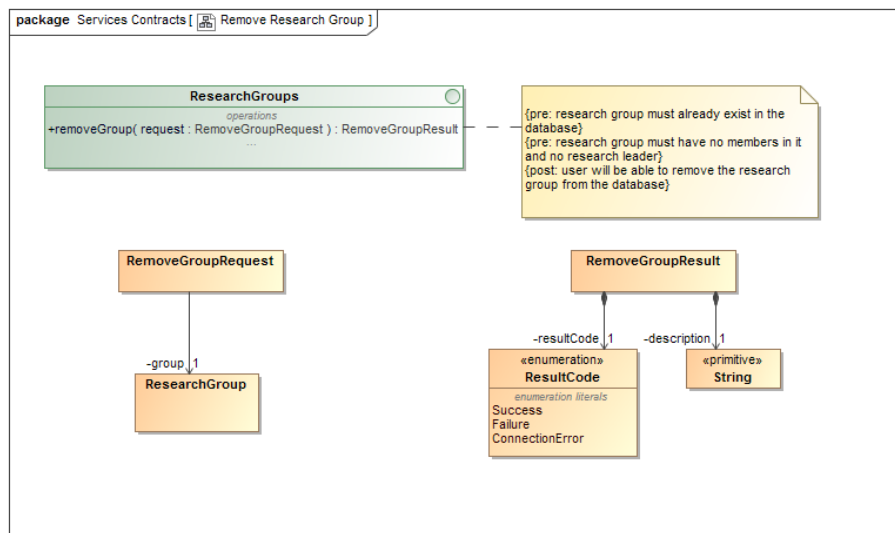 package Services Contracts [ Remove Research Group ]
ResearchGroups
operations
+removeGroup( request : RemoveGroupRequest ) : RemoveGroupResult
...
{pre: research group must already exist in the
database}
{pre: research group must have no members in it
and no research leader}
{post: user will be able to remove the research
group from the database}
RemoveGroupRequest
RemoveGroupResult
-group 1
-resultCode 1
-description 1
ResearchGroup
«enumeration»
ResultCode
enumeration literals
Success
Failure
ConnectionError
«primitive»
String